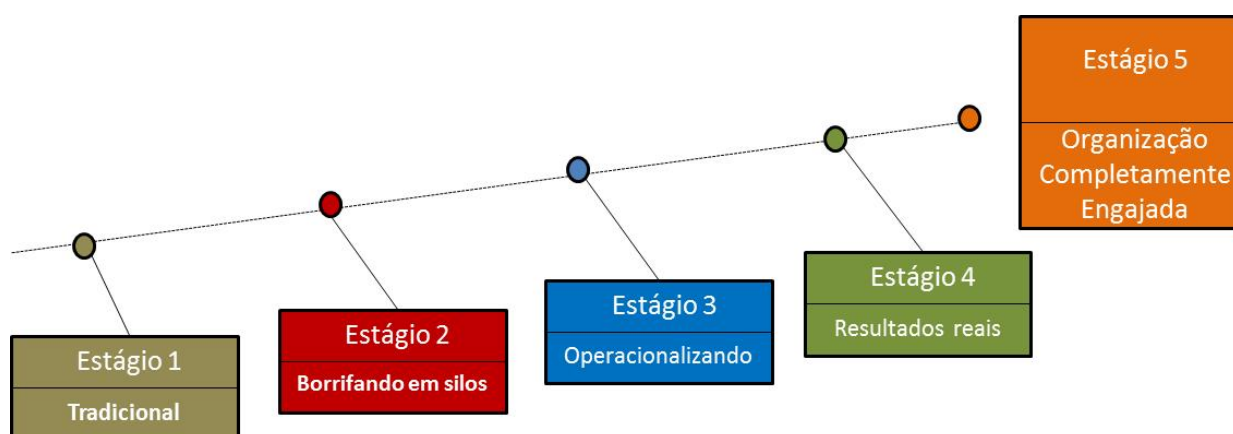 Estágio 1
Tradicional
Estágio 2
Borrifando em silos
Estágio 3
Operacionalizando
Estágio 4
Resultados reais
Estágio 5
Organização
Completamente
Engajada